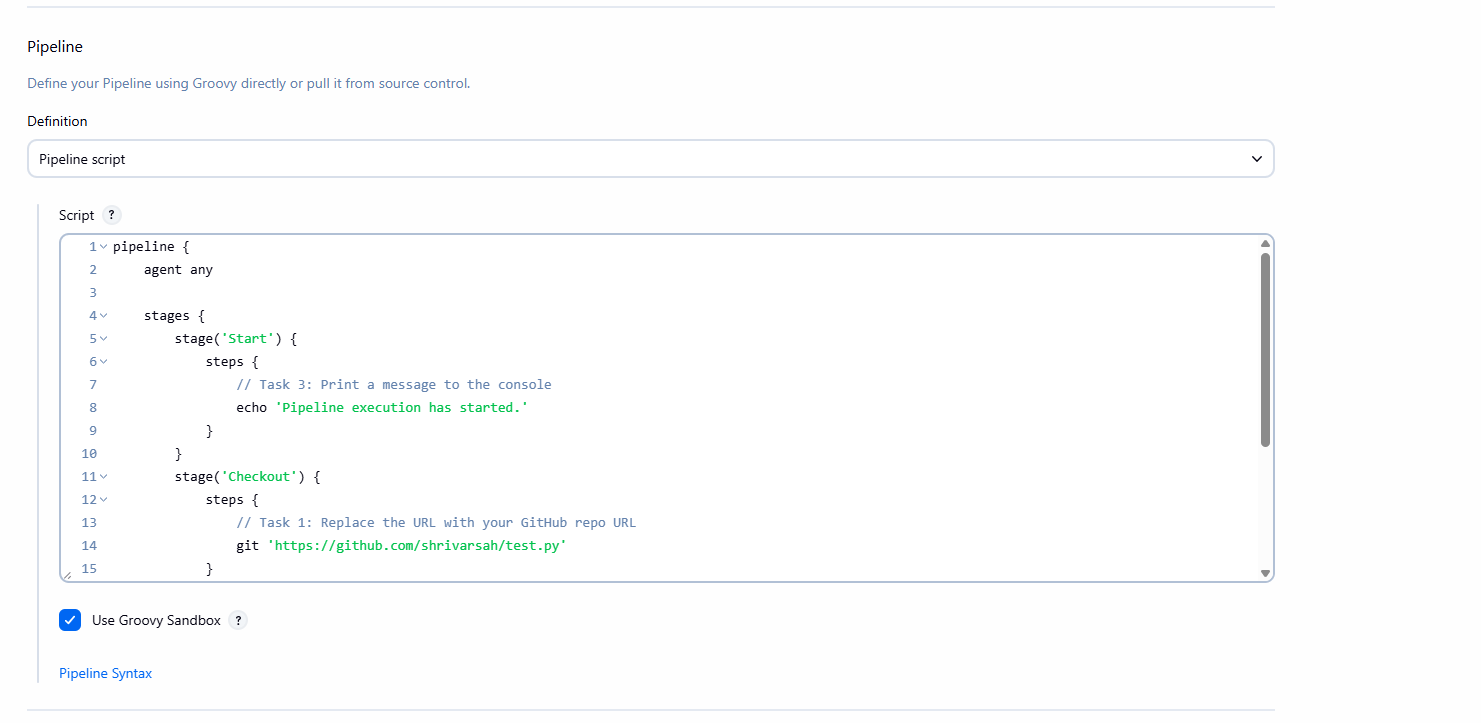 Pipeline
Define your Pipeline using Groovy directly or pull it from source control.
Definition
Pipeline script
Script ?
1 pipeline {
2     agent any
3
4     stages {
5         stage('Start') {
6             steps {
7                 // Task 3: Print a message to the console
8                 echo 'Pipeline execution has started.'
9             }
10         }
11         stage('Checkout') {
12             steps {
13                 // Task 1: Replace the URL with your GitHub repo URL
14                 git 'https://github.com/shrivarsah/test.py'
15             }
Use Groovy Sandbox ?
Pipeline Syntax